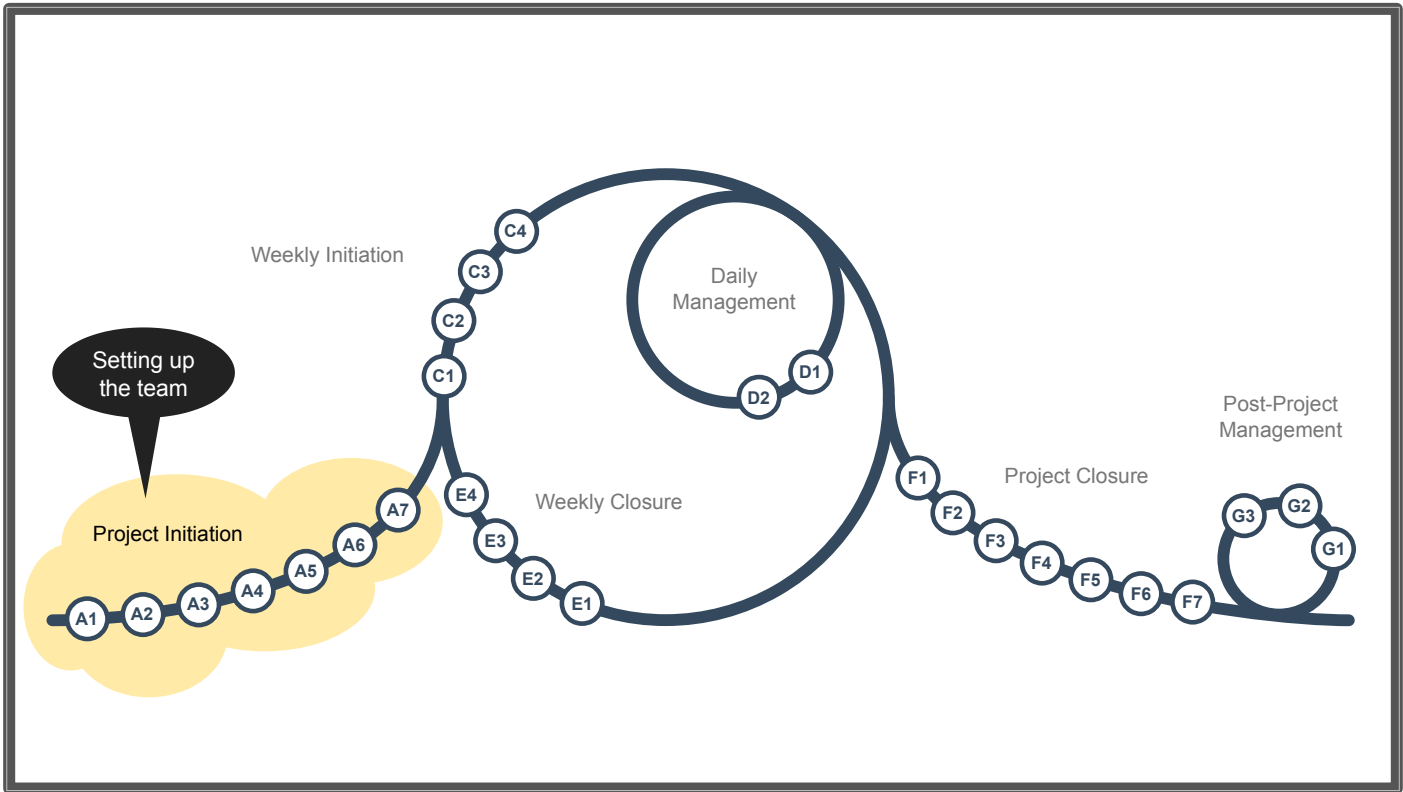 Weekly Initiation
C4
C3
C2
C1
Daily
Management
D1
D2
Setting up
the team
Project Initiation
A1
A2
A3
A4
A5
A6
A7
Weekly Closure
E4
E3
E2
E1
Project Closure
F1
F2
F3
F4
F5
F6
F7
Post-Project
Management
G3
G2
G1